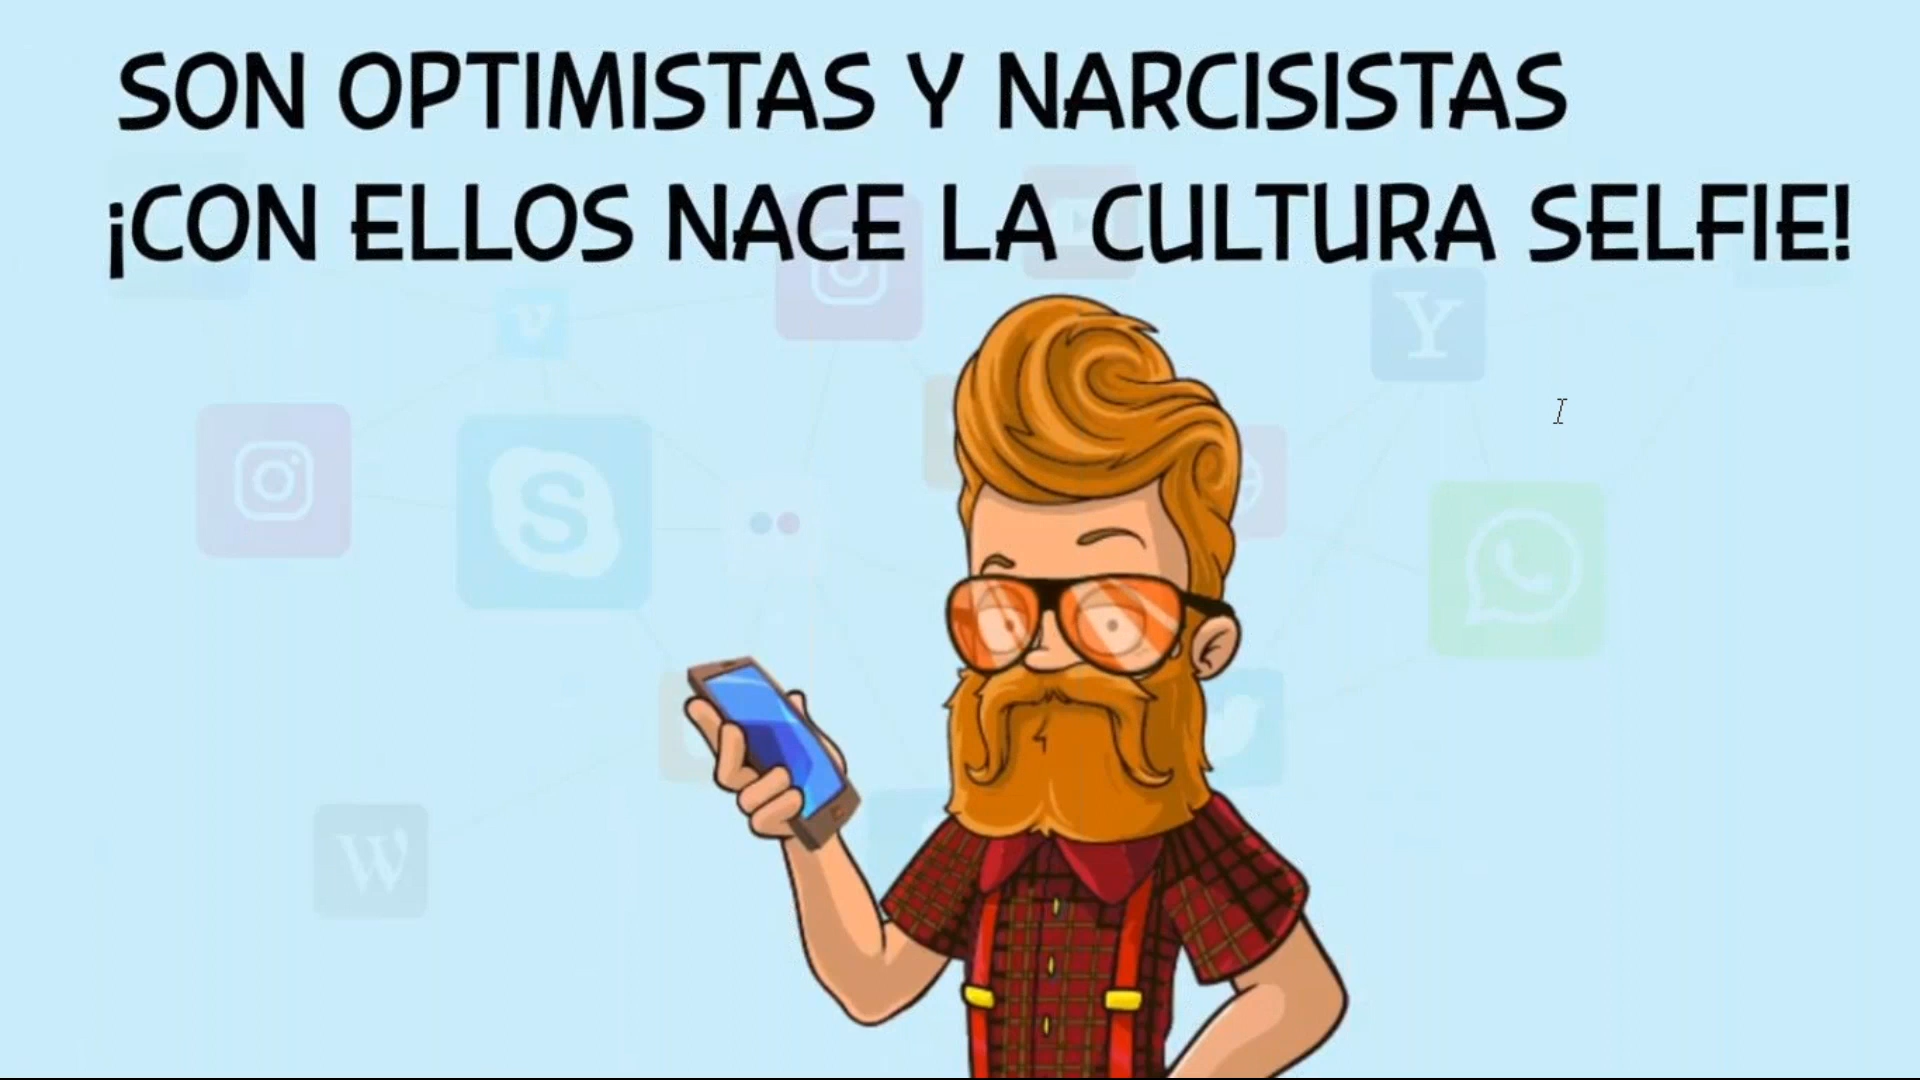 SON OPTIMISTAS Y NARCISISTAS
¡CON ELLOS NACE LA CULTURA SELFIE!
V
Y
S
W